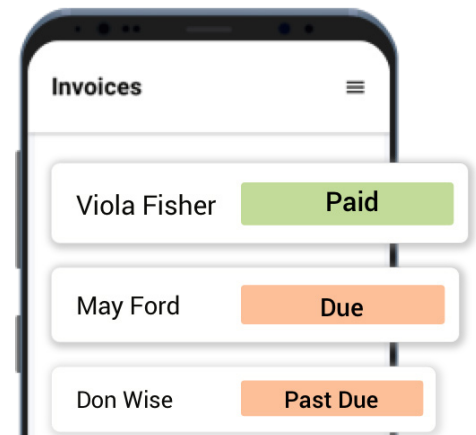 Invoices
Viola Fisher Paid
May Ford Due
Don Wise Past Due